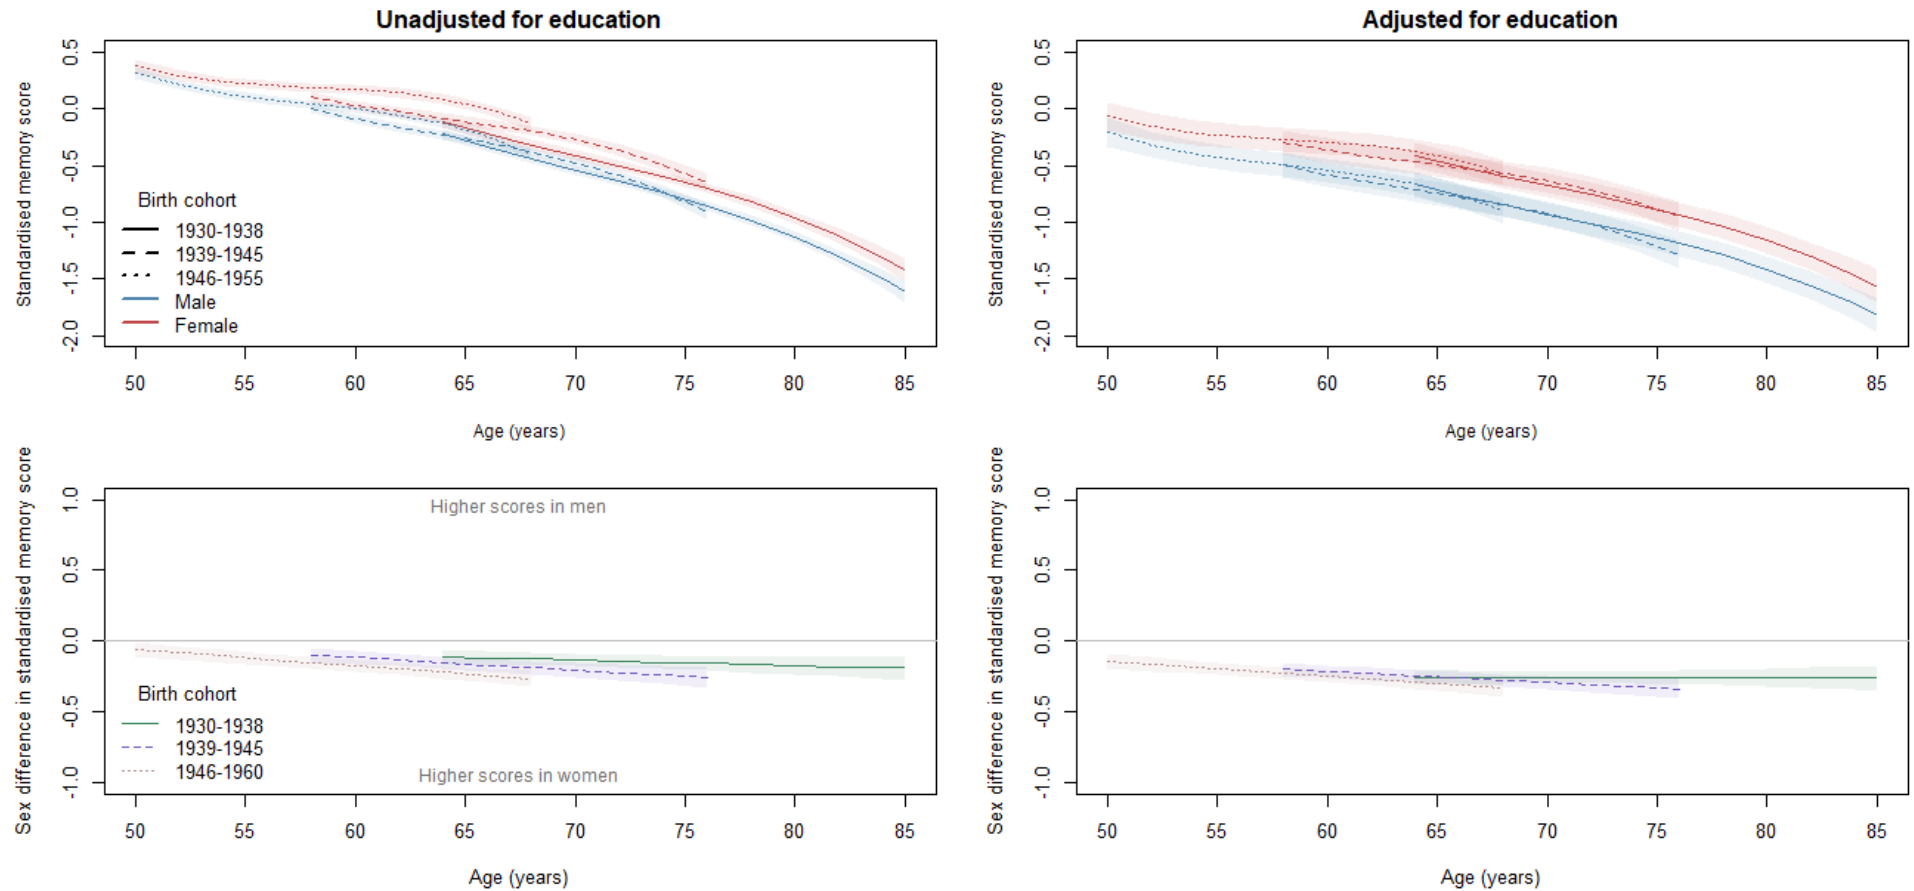 Unadjusted for education
Adjusted for education
Standardised memory score
0.5
0.0
-0.5
-1.0
-1.5
-2.0
Birth cohort
1930-1938
1939-1945
1946-1955
Male
Female
50 55 60 65 70 75 80 85
Age (years)
Standardised memory score
0.5
0.0
-0.5
-1.0
-1.5
-2.0
50 55 60 65 70 75 80 85
Age (years)
Sex difference in standardised memory score
1.0
0.5
0.0
-0.5
-1.0
Higher scores in men
Birth cohort
1930-1938
1939-1945
1946-1960
Higher scores in women
50 55 60 65 70 75 80 85
Age (years)
Sex difference in standardised memory score
1.0
0.5
0.0
-0.5
-1.0
50 55 60 65 70 75 80 85
Age (years)